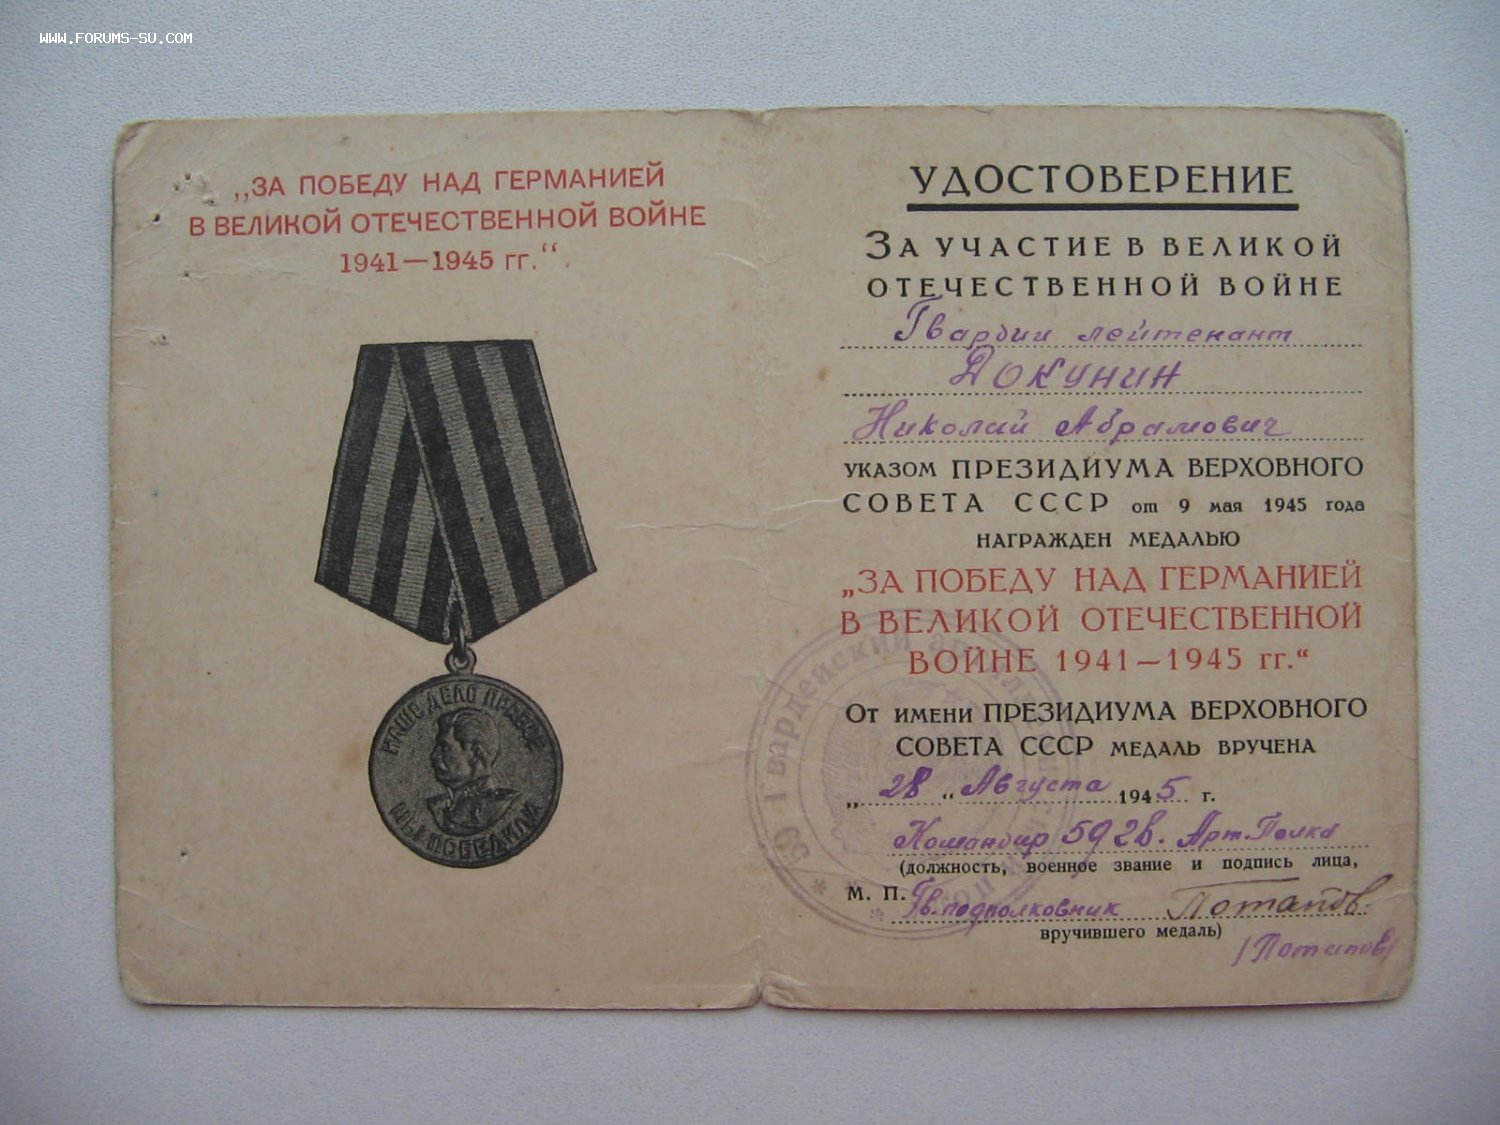 WWW.FORUMS-SU.COM
„ЗА ПОБЕДУ НАД ГЕРМАНИЕЙ
В ВЕЛИКОЙ ОТЕЧЕСТВЕННОЙ ВОЙНЕ
1941—1945 гг.“
НАШЕ ДЕЛО ПРАВОЕ
МЫ ПОБЕДИЛИ
УДОСТОВЕРЕНИЕ
ЗА УЧАСТИЕ В ВЕЛИКОЙ
ОТЕЧЕСТВЕННОЙ ВОЙНЕ
Гвардии лейтенант
Докунин
Николай Абрамович
УКАЗОМ ПРЕЗИДИУМА ВЕРХОВНОГО
СОВЕТА СССР от 9 мая 1945 года
НАГРАЖДЕН МЕДАЛЬЮ
„ЗА ПОБЕДУ НАД ГЕРМАНИЕЙ
В ВЕЛИКОЙ ОТЕЧЕСТВЕННОЙ
ВОЙНЕ 1941—1945 гг.“
ОТ ИМЕНИ ПРЕЗИДИУМА ВЕРХОВНОГО
СОВЕТА СССР МЕДАЛЬ ВРУЧЕНА
„28“ Августа 1945 г.
Командир 59 гв. Арт. Полка
(должность, военное звание и подпись лица,
М. П. Гв. подполковник Потапов
вручившего медаль)
/Потапов/
59 Гвардейский